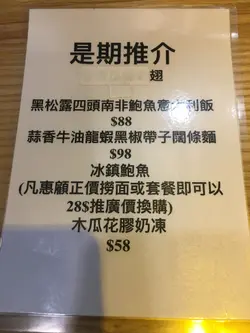 是期推介
翅
黑松露四頭南非鮑魚意大利飯
$88
蒜香牛油龍蝦黑椒帶子闊條麵
$98
冰鎮鮑魚
(凡惠顧正價撈面或套餐即可以
28$推廣價換購)
木瓜花膠奶凍
$58